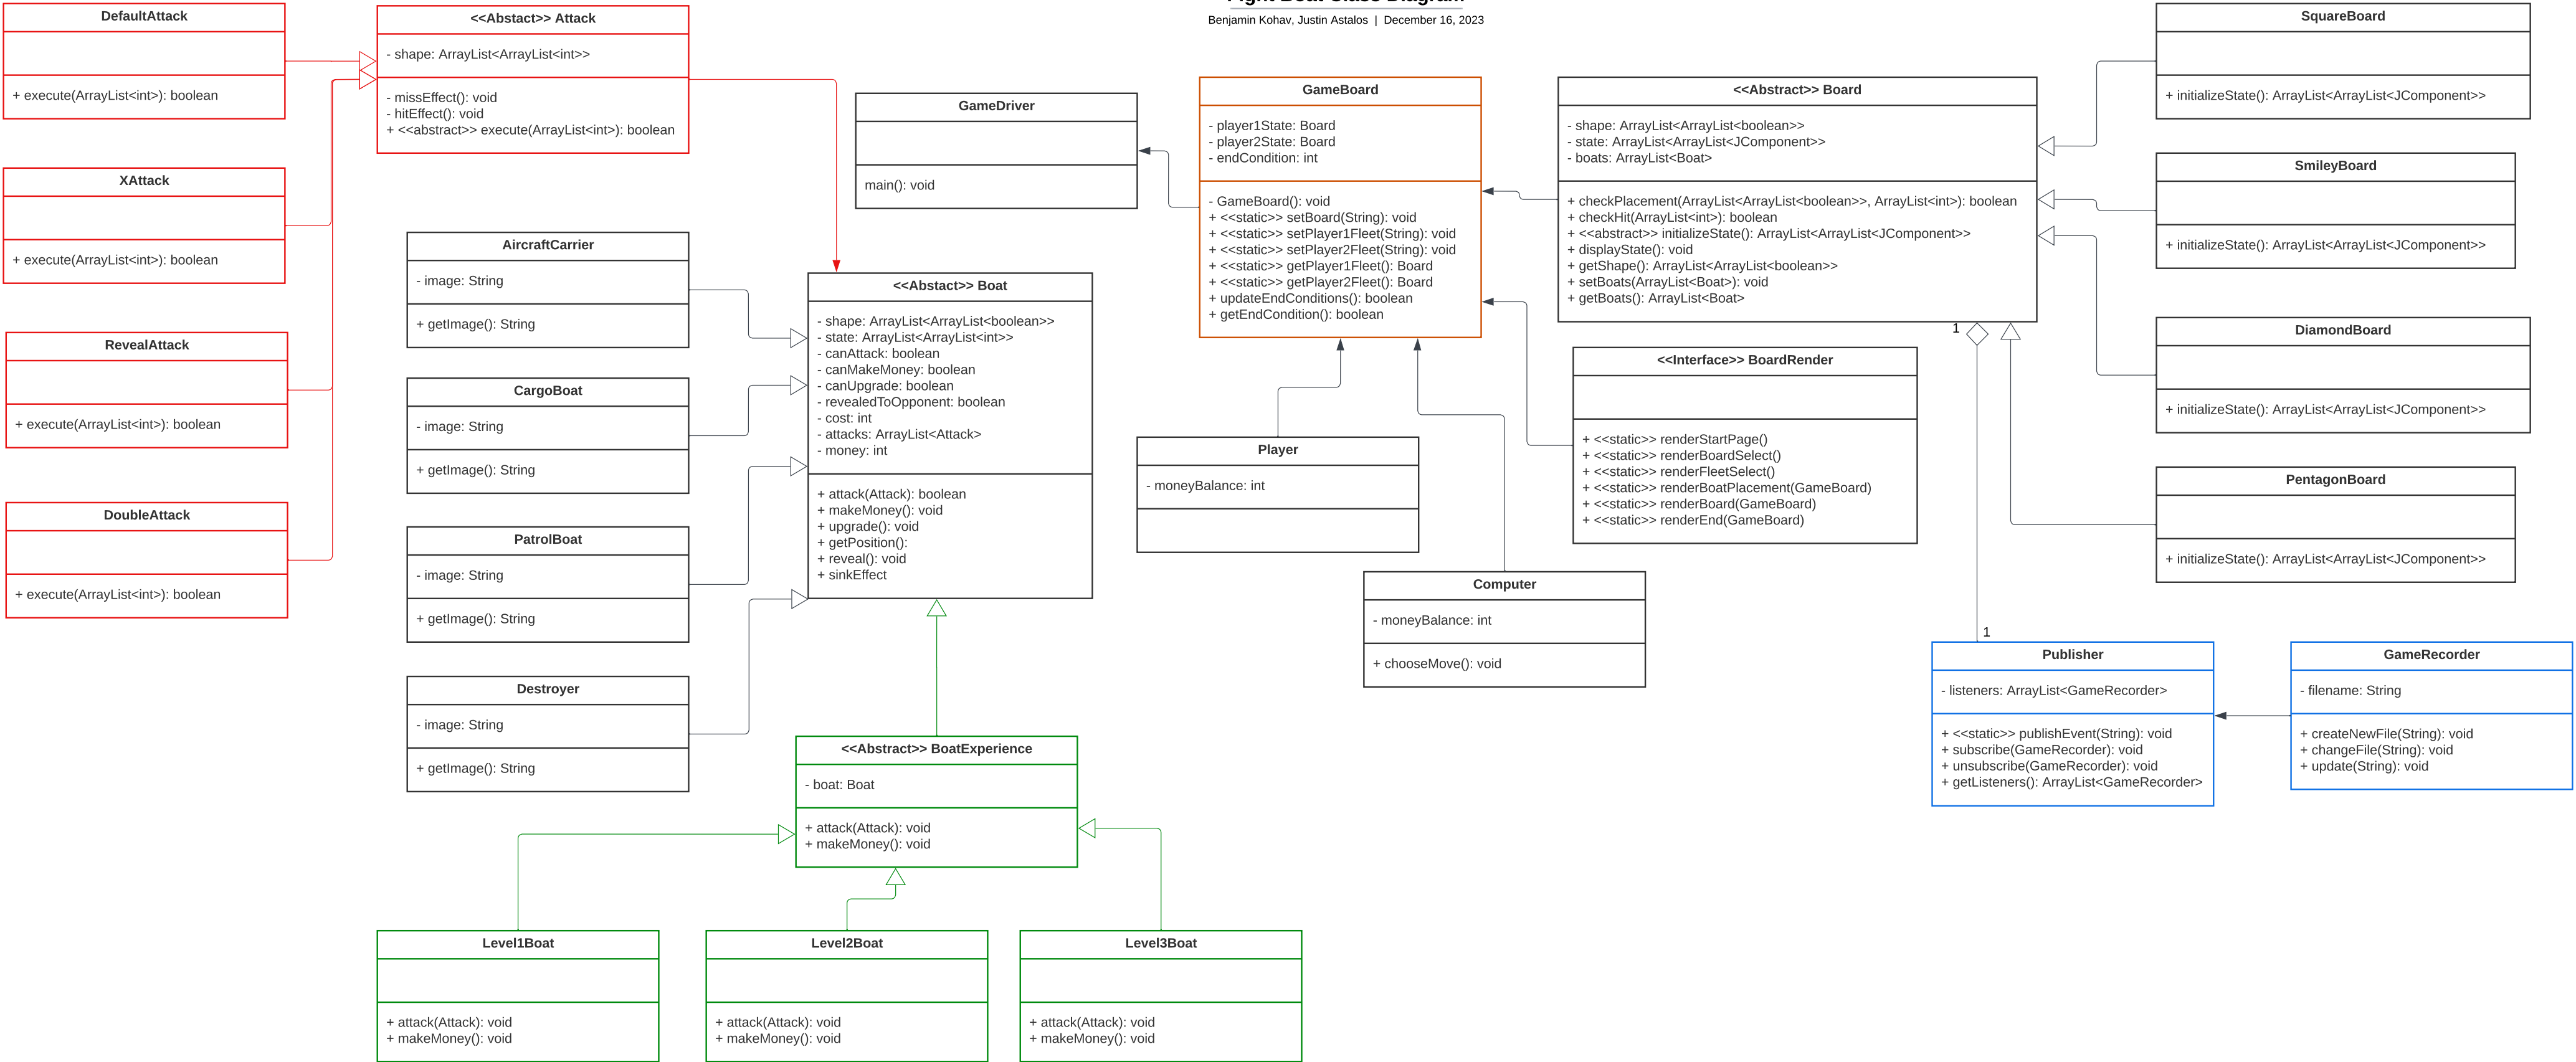 Fight Boat Class Diagram
Benjamin Kohav, Justin Astalos | December 16, 2023
DefaultAttack
+ execute(ArrayList<int>): boolean
XAttack
+ execute(ArrayList<int>): boolean
RevealAttack
+ execute(ArrayList<int>): boolean
DoubleAttack
+ execute(ArrayList<int>): boolean
<<Abstact>> Attack
- shape: ArrayList<ArrayList<int>>
- missEffect(): void
- hitEffect(): void
+ <<abstract>> execute(ArrayList<int>): boolean
AircraftCarrier
- image: String
+ getImage(): String
CargoBoat
- image: String
+ getImage(): String
PatrolBoat
- image: String
+ getImage(): String
Destroyer
- image: String
+ getImage(): String
<<Abstact>> Boat
- shape: ArrayList<ArrayList<boolean>>
- state: ArrayList<ArrayList<int>>
- canAttack: boolean
- canMakeMoney: boolean
- canUpgrade: boolean
- revealedToOpponent: boolean
- cost: int
- attacks: ArrayList<Attack>
- money: int
+ attack(Attack): boolean
+ makeMoney(): void
+ upgrade(): void
+ getPosition():
+ reveal(): void
+ sinkEffect
<<Abstract>> BoatExperience
- boat: Boat
+ attack(Attack): void
+ makeMoney(): void
Level1Boat
+ attack(Attack): void
+ makeMoney(): void
Level2Boat
+ attack(Attack): void
+ makeMoney(): void
Level3Boat
+ attack(Attack): void
+ makeMoney(): void
GameDriver
main(): void
GameBoard
- player1State: Board
- player2State: Board
- endCondition: int
- GameBoard(): void
+ <<static>> setBoard(String): void
+ <<static>> setPlayer1Fleet(String): void
+ <<static>> setPlayer2Fleet(String): void
+ <<static>> getPlayer1Fleet(): Board
+ <<static>> getPlayer2Fleet(): Board
+ updateEndConditions(): boolean
+ getEndCondition(): boolean
Player
- moneyBalance: int
Computer
- moneyBalance: int
+ chooseMove(): void
<<Abstract>> Board
- shape: ArrayList<ArrayList<boolean>>
- state: ArrayList<ArrayList<JComponent>>
- boats: ArrayList<Boat>
+ checkPlacement(ArrayList<ArrayList<boolean>>, ArrayList<int>): boolean
+ checkHit(ArrayList<int>): boolean
+ <<abstract>> initializeState(): ArrayList<ArrayList<JComponent>>
+ displayState(): void
+ getShape(): ArrayList<ArrayList<boolean>>
+ setBoats(ArrayList<Boat>): void
+ getBoats(): ArrayList<Boat>
1
<<Interface>> BoardRender
+ <<static>> renderStartPage()
+ <<static>> renderBoardSelect()
+ <<static>> renderFleetSelect()
+ <<static>> renderBoatPlacement(GameBoard)
+ <<static>> renderBoard(GameBoard)
+ <<static>> renderEnd(GameBoard)
SquareBoard
+ initializeState(): ArrayList<ArrayList<JComponent>>
SmileyBoard
+ initializeState(): ArrayList<ArrayList<JComponent>>
DiamondBoard
+ initializeState(): ArrayList<ArrayList<JComponent>>
PentagonBoard
+ initializeState(): ArrayList<ArrayList<JComponent>>
1
Publisher
- listeners: ArrayList<GameRecorder>
+ <<static>> publishEvent(String): void
+ subscribe(GameRecorder): void
+ unsubscribe(GameRecorder): void
+ getListeners(): ArrayList<GameRecorder>
GameRecorder
- filename: String
+ createNewFile(String): void
+ changeFile(String): void
+ update(String): void